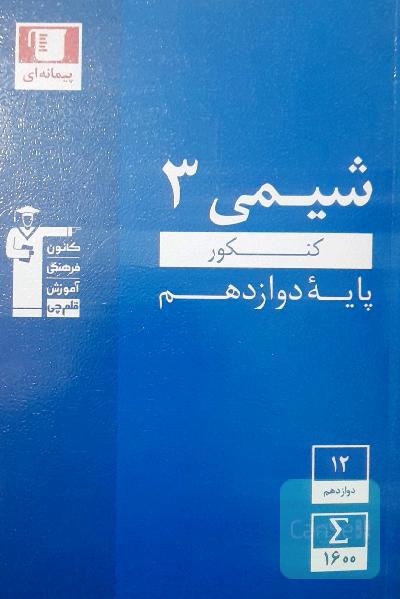 پیمانه‌ای
شیمی ۳
کنکور
پایهٔ دوازدهم
کانون
فرهنگی
آموزش
قلم‌چی
۱۲
دوازدهم
Σ
۱۶۰۰